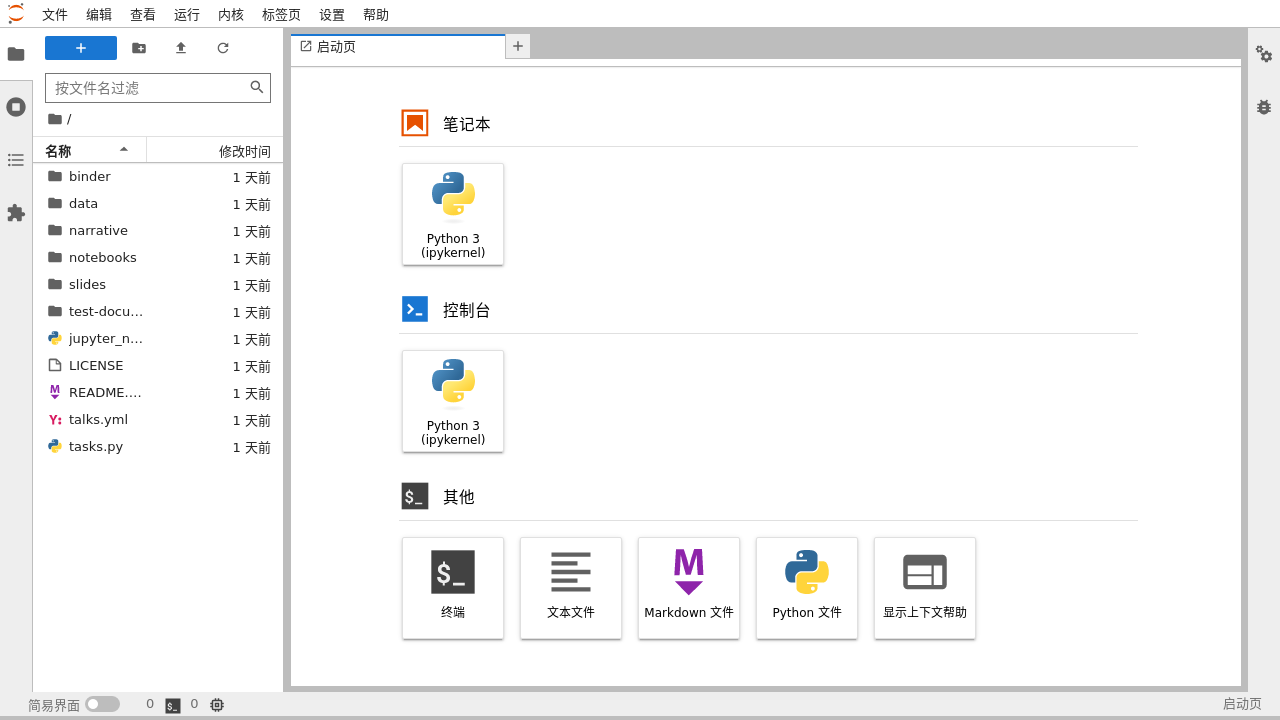 文件 编辑 查看 运行 内核 标签页 设置 帮助
启动页
按文件名过滤
/
名称 修改时间
binder 1 天前
data 1 天前
narrative 1 天前
notebooks 1 天前
slides 1 天前
test-docu… 1 天前
jupyter_n… 1 天前
LICENSE 1 天前
README.… 1 天前
talks.yml 1 天前
tasks.py 1 天前
笔记本
Python 3
(ipykernel)
控制台
Python 3
(ipykernel)
其他
终端 文本文件 Markdown 文件 Python 文件 显示上下文帮助
简易界面 0 0 启动页